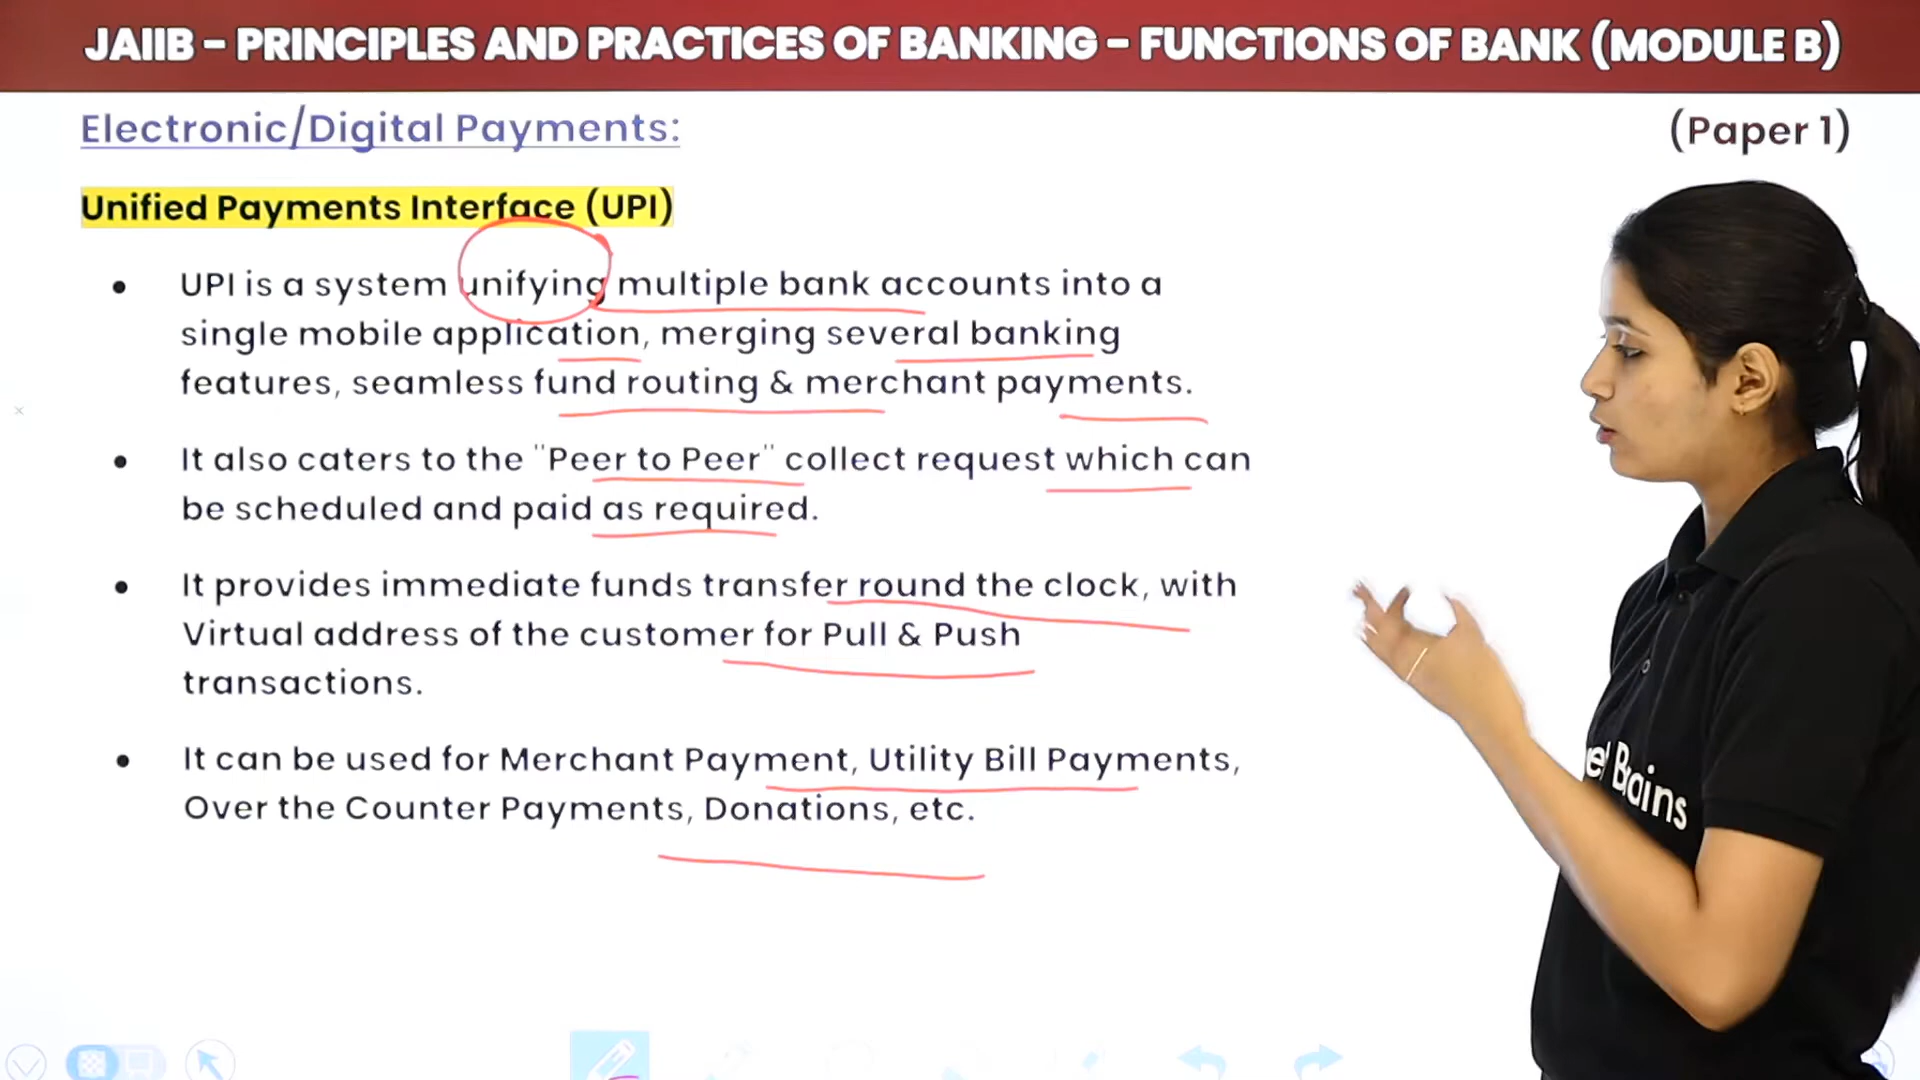 JAIIB - PRINCIPLES AND PRACTICES OF BANKING - FUNCTIONS OF BANK (MODULE B)
Electronic/Digital Payments:
(Paper 1)
Unified Payments Interface (UPI)
• UPI is a system unifying multiple bank accounts into a
single mobile application, merging several banking
features, seamless fund routing & merchant payments.
• It also caters to the "Peer to Peer" collect request which can
be scheduled and paid as required.
• It provides immediate funds transfer round the clock, with
Virtual address of the customer for Pull & Push
transactions.
• It can be used for Merchant Payment, Utility Bill Payments,
Over the Counter Payments, Donations, etc.
Brains